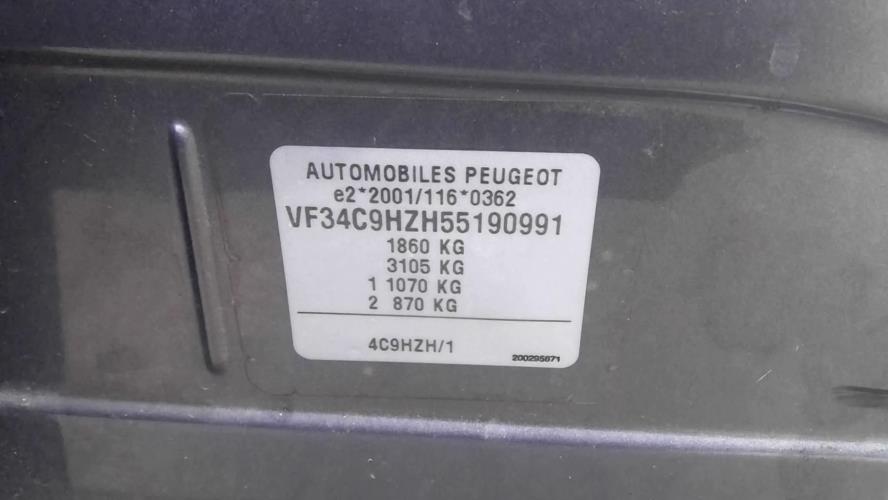 AUTOMOBILES PEUGEOT
e2*2001/116*0362
VF34C9HZH55190991
1860 KG
3105 KG
1 1070 KG
2 870 KG
4C9HZH/1
200295871